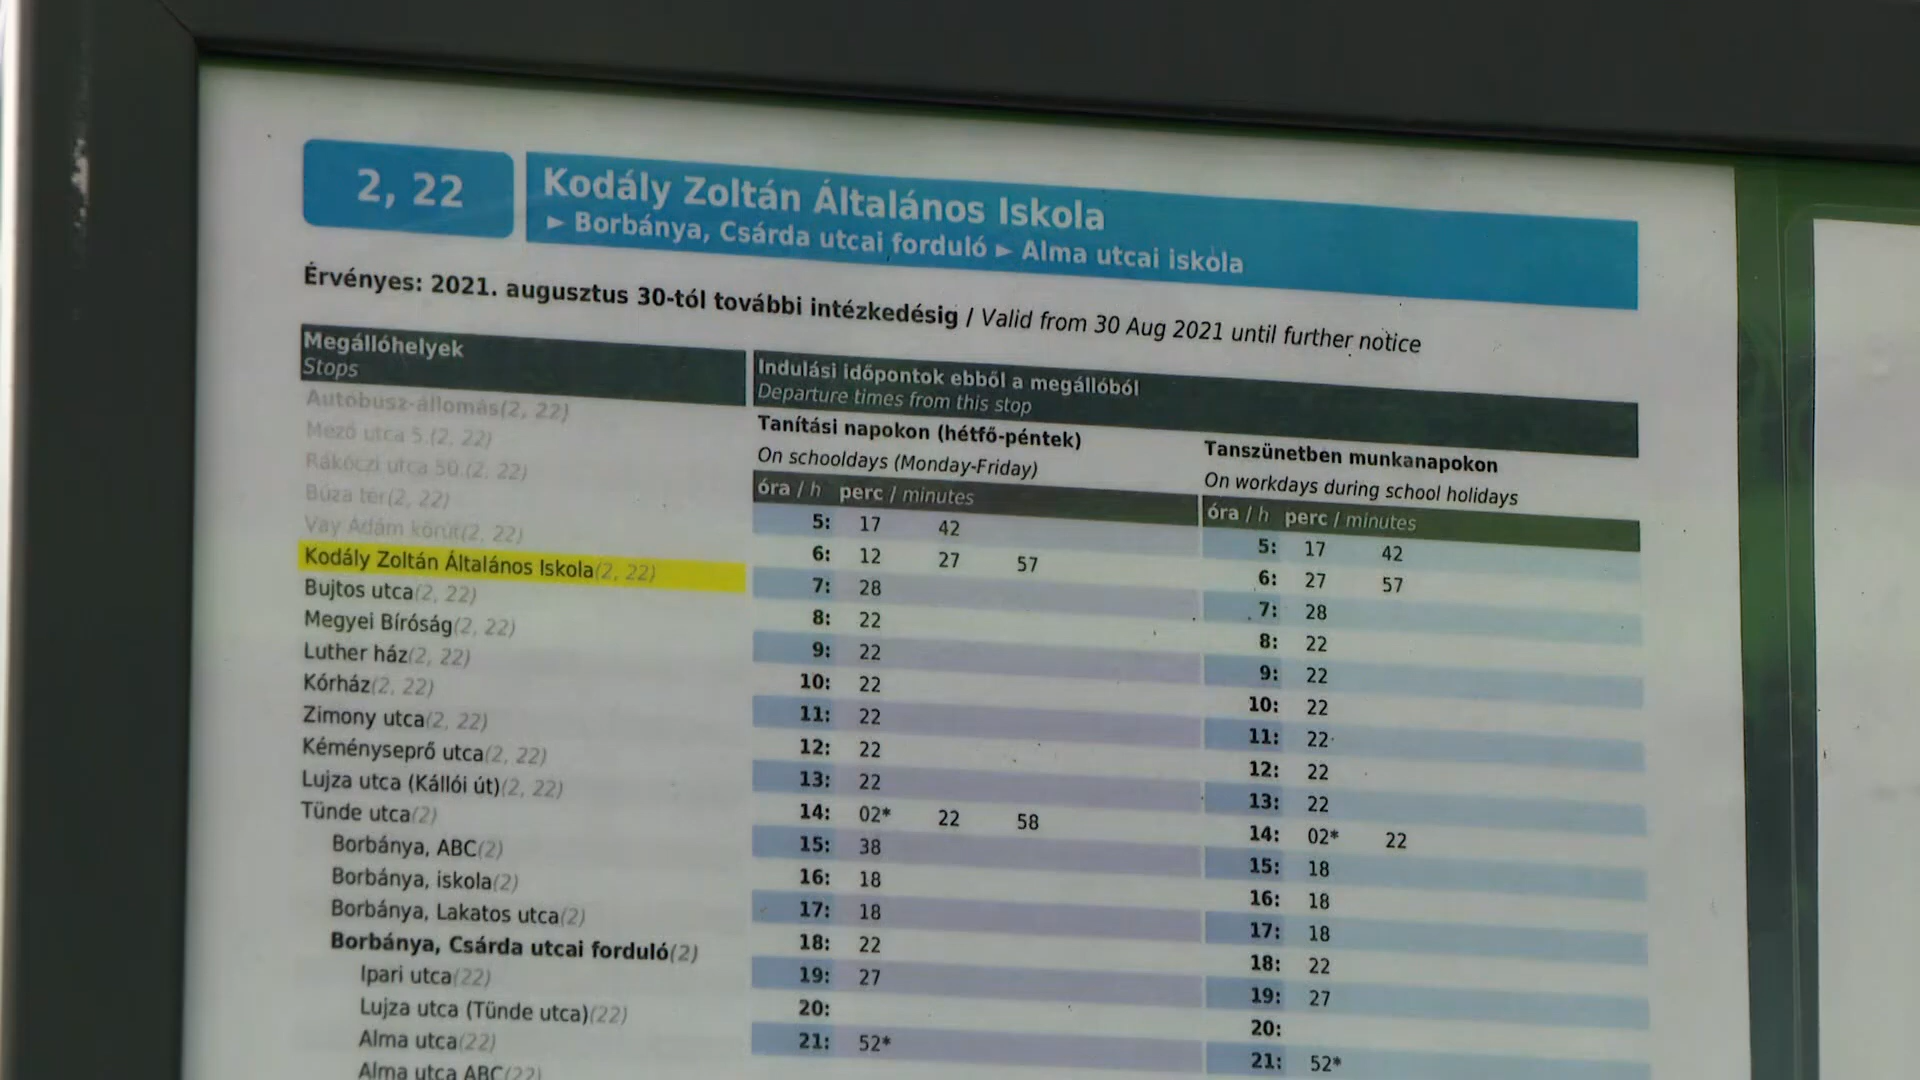 2, 22
Kodály Zoltán Általános Iskola
► Borbánya, Csárda utcai forduló ► Alma utcai iskola
Érvényes: 2021. augusztus 30-tól további intézkedésig / Valid from 30 Aug 2021 until further notice
Megállóhelyek
Stops
Autóbusz-állomás(2, 22)
Mező utca 5.(2, 22)
Rákóczi utca 50.(2, 22)
Búza tér(2, 22)
Vay Ádám körút(2, 22)
Kodály Zoltán Általános Iskola(2, 22)
Bujtos utca(2, 22)
Megyei Bíróság(2, 22)
Luther ház(2, 22)
Kórház(2, 22)
Zimony utca(2, 22)
Kéményseprő utca(2, 22)
Lujza utca (Kállói út)(2, 22)
Tünde utca(2)
Borbánya, ABC(2)
Borbánya, iskola(2)
Borbánya, Lakatos utca(2)
Borbánya, Csárda utcai forduló(2)
Ipari utca(22)
Lujza utca (Tünde utca)(22)
Alma utca(22)
Alma utca ABC(22)
Indulási időpontok ebből a megállóból
Departure times from this stop
Tanítási napokon (hétfő-péntek)
On schooldays (Monday-Friday)
óra / h perc / minutes
5: 17 42
6: 12 27 57
7: 28
8: 22
9: 22
10: 22
11: 22
12: 22
13: 22
14: 02* 22 58
15: 38
16: 18
17: 18
18: 22
19: 27
20:
21: 52*
Tanszünetben munkanapokon
On workdays during school holidays
óra / h perc / minutes
5: 17 42
6: 27 57
7: 28
8: 22
9: 22
10: 22
11: 22
12: 22
13: 22
14: 02* 22
15: 18
16: 18
17: 18
18: 22
19: 27
20:
21: 52*